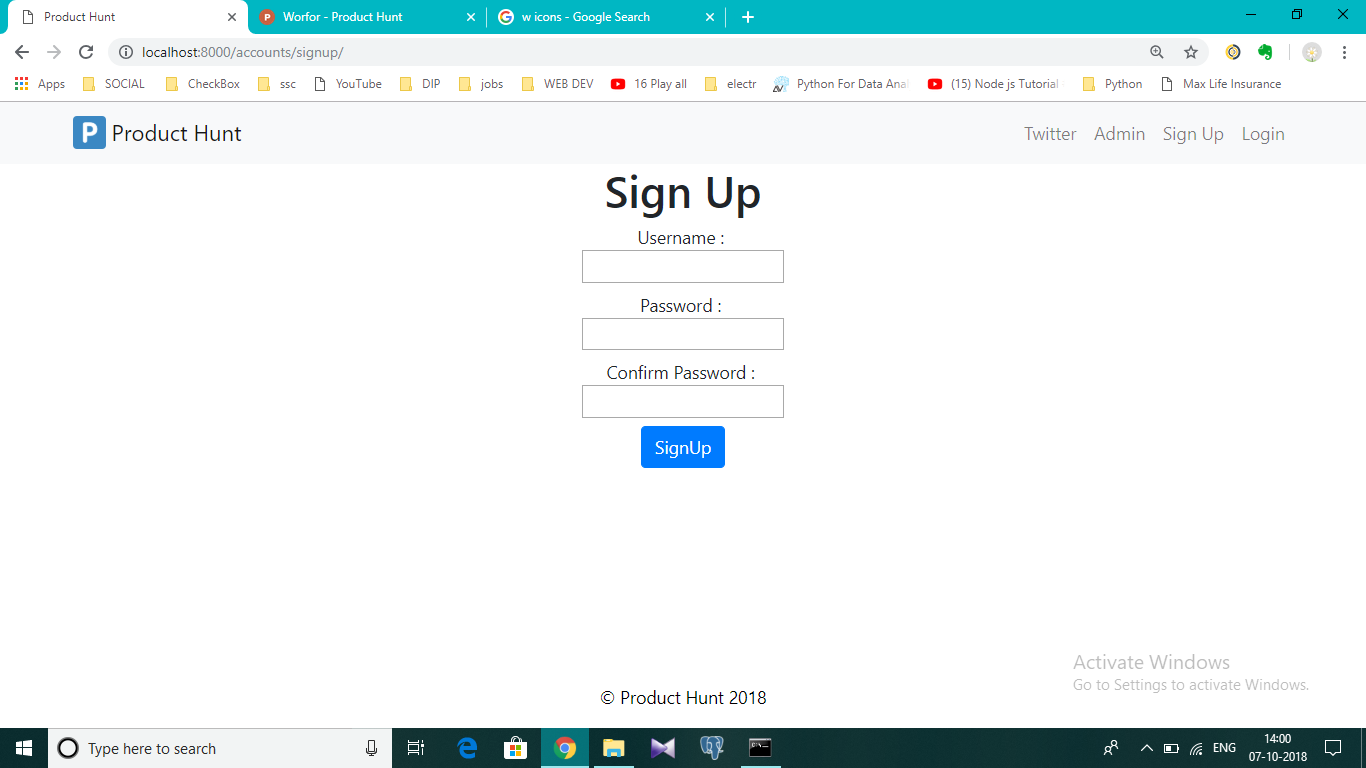 Product Hunt
Worfor - Product Hunt
w icons - Google Search
localhost:8000/accounts/signup/
Apps SOCIAL CheckBox ssc YouTube DIP jobs WEB DEV 16 Play all electr Python For Data Anal (15) Node js Tutorial Python Max Life Insurance
P Product Hunt
Twitter Admin Sign Up Login
Sign Up
Username :
Password :
Confirm Password :
SignUp
Activate Windows
Go to Settings to activate Windows.
© Product Hunt 2018
Type here to search
ENG
14:00
07-10-2018